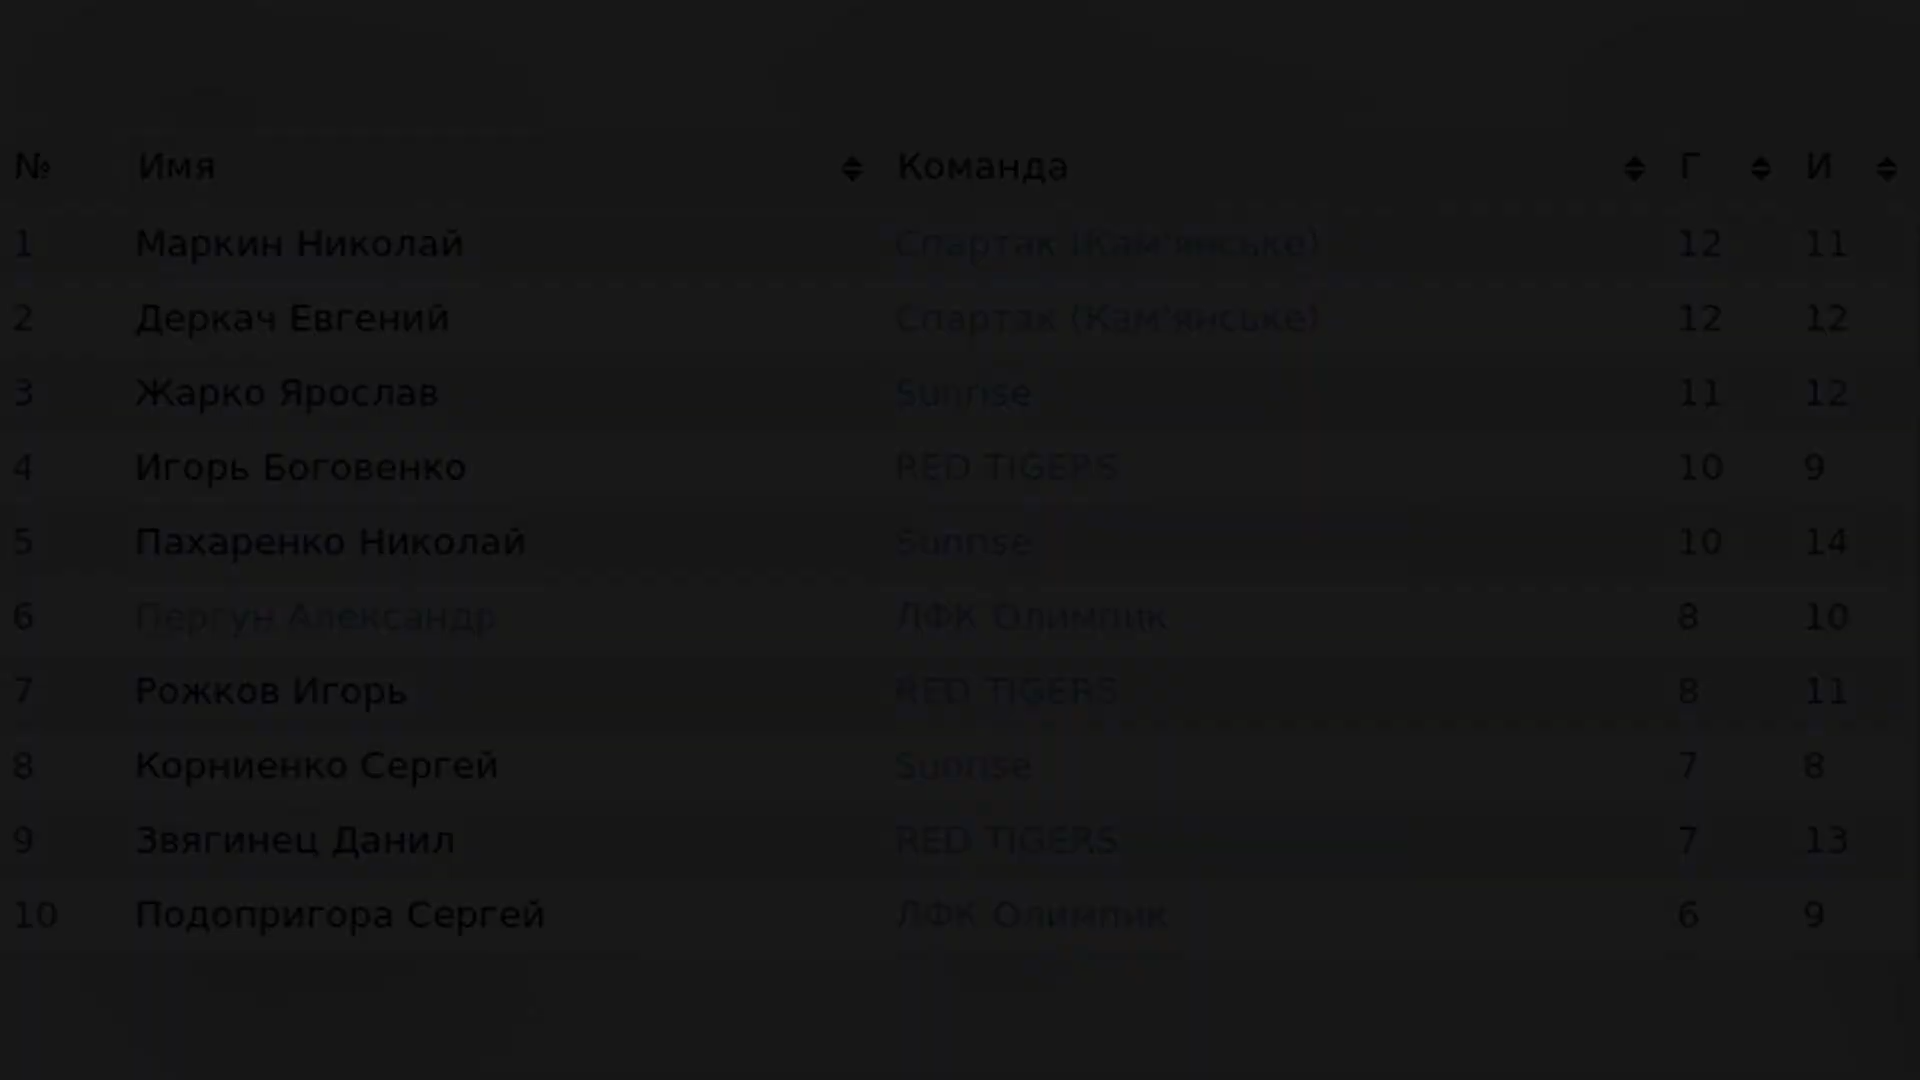 № Имя Команда Г И
1 Маркин Николай Спартак (Кам'янське) 12 11
2 Деркач Евгений Спартак (Кам'янське) 12 12
3 Жарко Ярослав Sunrise 11 12
4 Игорь Боговенко RED TIGERS 10 9
5 Пахаренко Николай Sunrise 10 14
6 Пергун Александр ЛФК Олимпик 8 10
7 Рожков Игорь RED TIGERS 8 11
8 Корниенко Сергей Sunrise 7 8
9 Звягинец Данил RED TIGERS 7 13
10 Подопригора Сергей ЛФК Олимпик 6 9